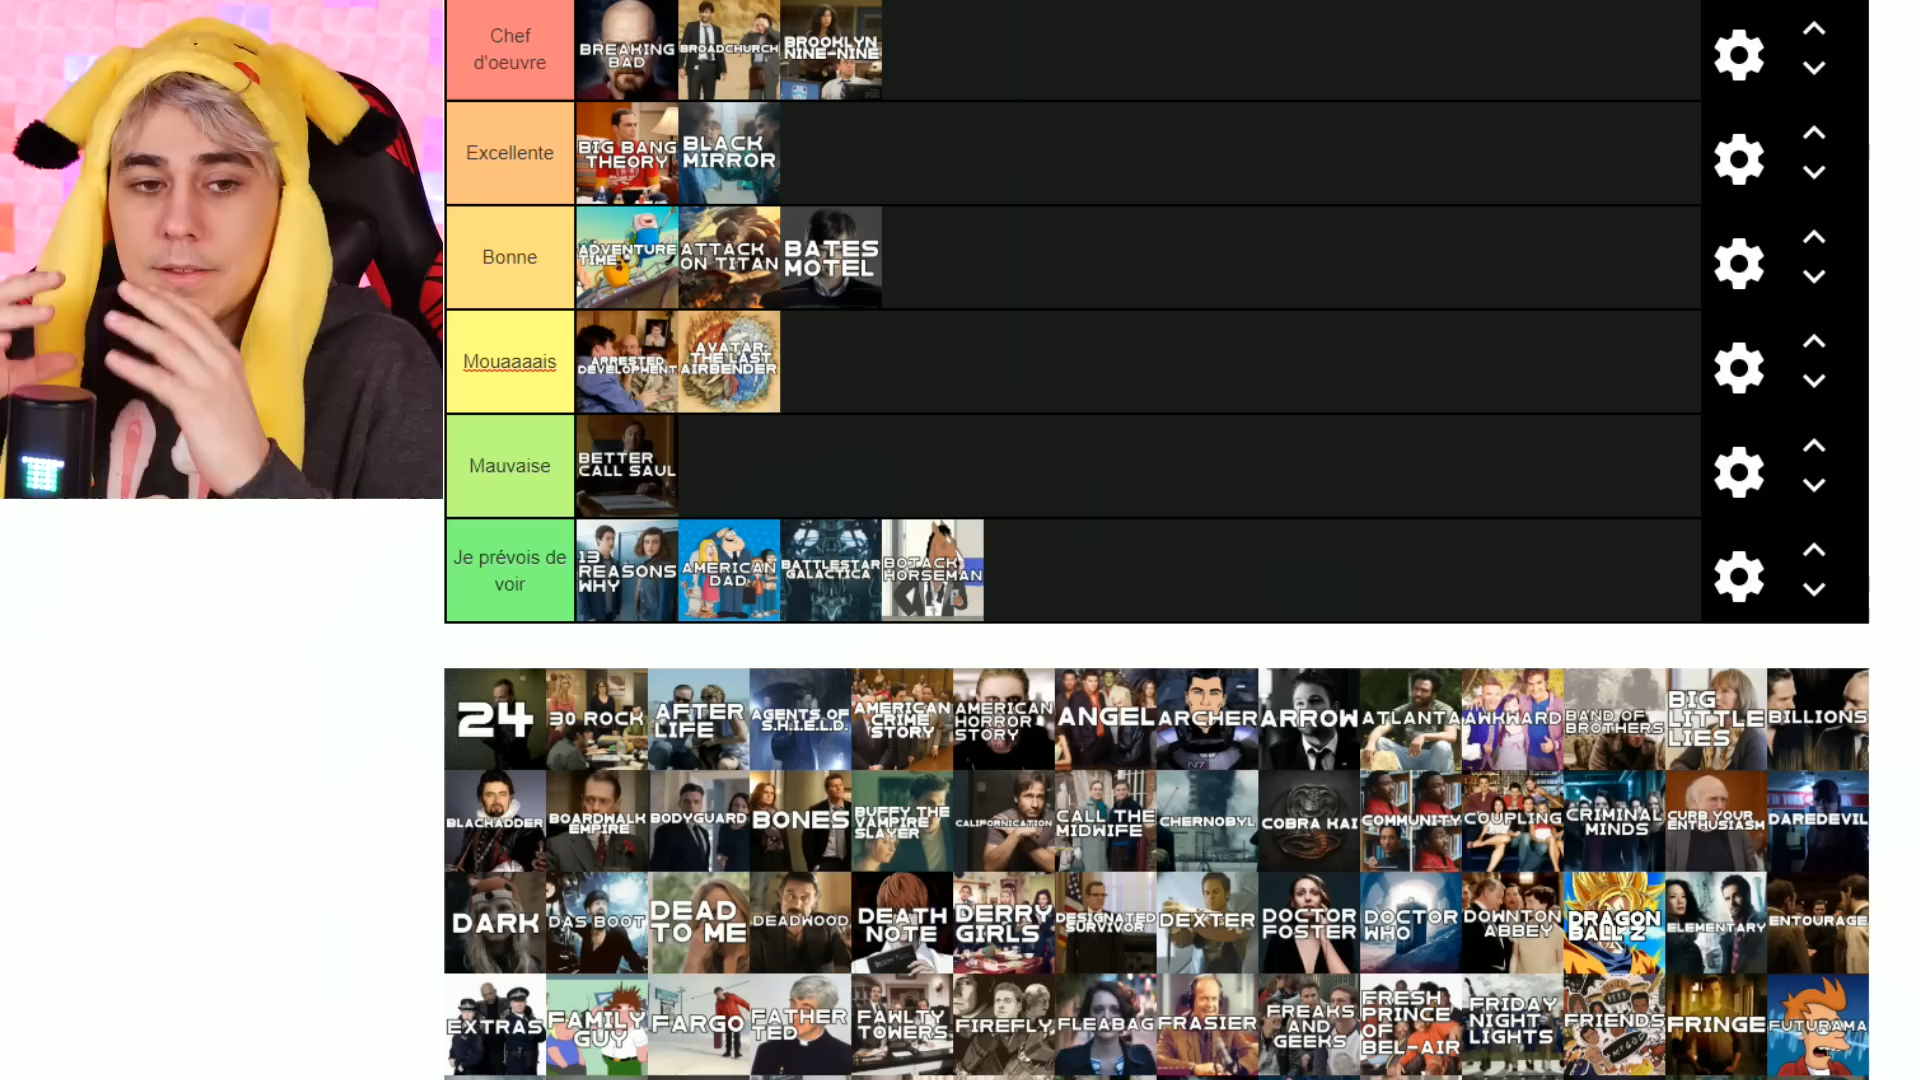 Chef
d'oeuvre
BREAKING
BAD
BROADCHURCH
BROOKLYN
NINE-NINE
Excellente
BIG BANG
THEORY
BLACK
MIRROR
Bonne
ADVENTURE
TIME
ATTACK
ON TITAN
BATES
MOTEL
Mouaaaais
ARRESTED
DEVELOPMENT
AVATAR:
THE LAST
AIRBENDER
Mauvaise
BETTER
CALL SAUL
Je prévois de
voir
13
REASONS
WHY
AMERICAN
DAD
BATTLESTAR
GALACTICA
BOJACK
HORSEMAN
24
30 ROCK
AFTER
LIFE
AGENTS OF
S.H.I.E.L.D.
AMERICAN
CRIME
STORY
AMERICAN
HORROR
STORY
ANGEL
ARCHER
ARROW
ATLANTA
AWKWARD
BAND OF
BROTHERS
BIG
LITTLE
LIES
BILLIONS
BLACKADDER
BOARDWALK
EMPIRE
BODYGUARD
BONES
BUFFY THE
VAMPIRE
SLAYER
CALIFORNICATION
CALL THE
MIDWIFE
CHERNOBYL
COBRA KAI
COMMUNITY
COUPLING
CRIMINAL
MINDS
CURB YOUR
ENTHUSIASM
DAREDEVIL
DARK
DAS BOOT
DEAD
TO ME
DEADWOOD
DEATH
NOTE
DERRY
GIRLS
DESIGNATED
SURVIVOR
DEXTER
DOCTOR
FOSTER
DOCTOR
WHO
DOWNTON
ABBEY
DRAGON
BALL Z
ELEMENTARY
ENTOURAGE
EXTRAS
FAMILY
GUY
FARGO
FATHER
TED
FAWLTY
TOWERS
FIREFLY
FLEABAG
FRASIER
FREAKS
AND
GEEKS
FRESH
PRINCE
OF
BEL-AIR
FRIDAY
NIGHT
LIGHTS
FRIENDS
FRINGE
FUTURAMA